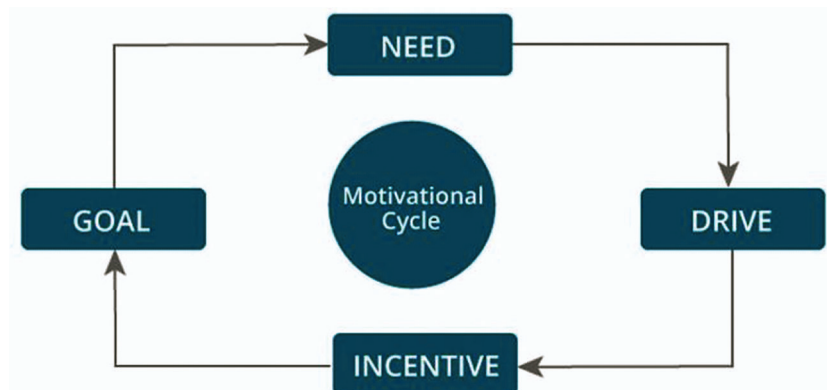 NEED
GOAL
Motivational
Cycle
DRIVE
INCENTIVE